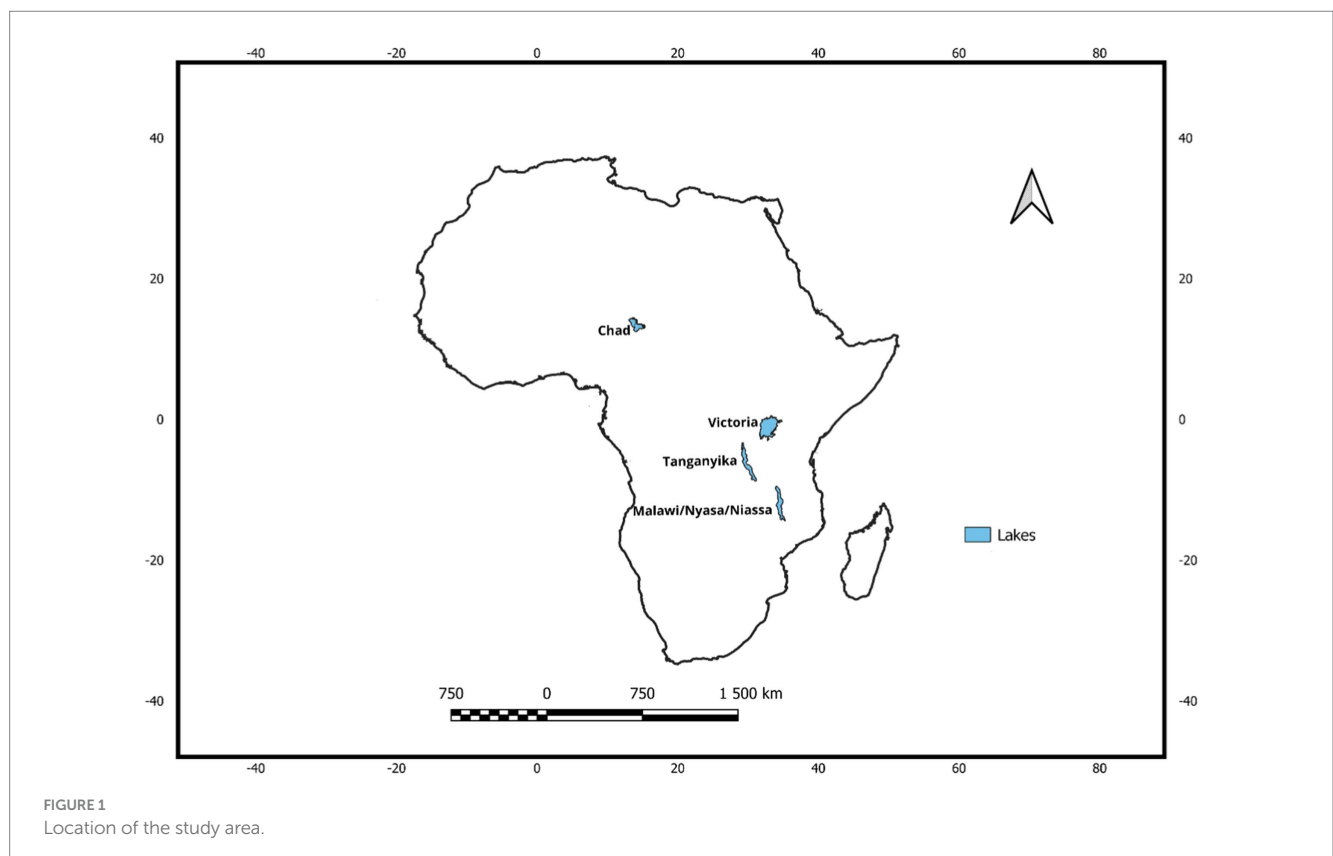 -40 -20 0 20 40 60 80
40 40
20 20
Chad
0 Victoria 0
Tanganyika
Malawi/Nyasa/Niassa
Lakes
-20 -20
750 0 750 1 500 km
-40 -40
-40 -20 0 20 40 60 80
FIGURE 1
Location of the study area.